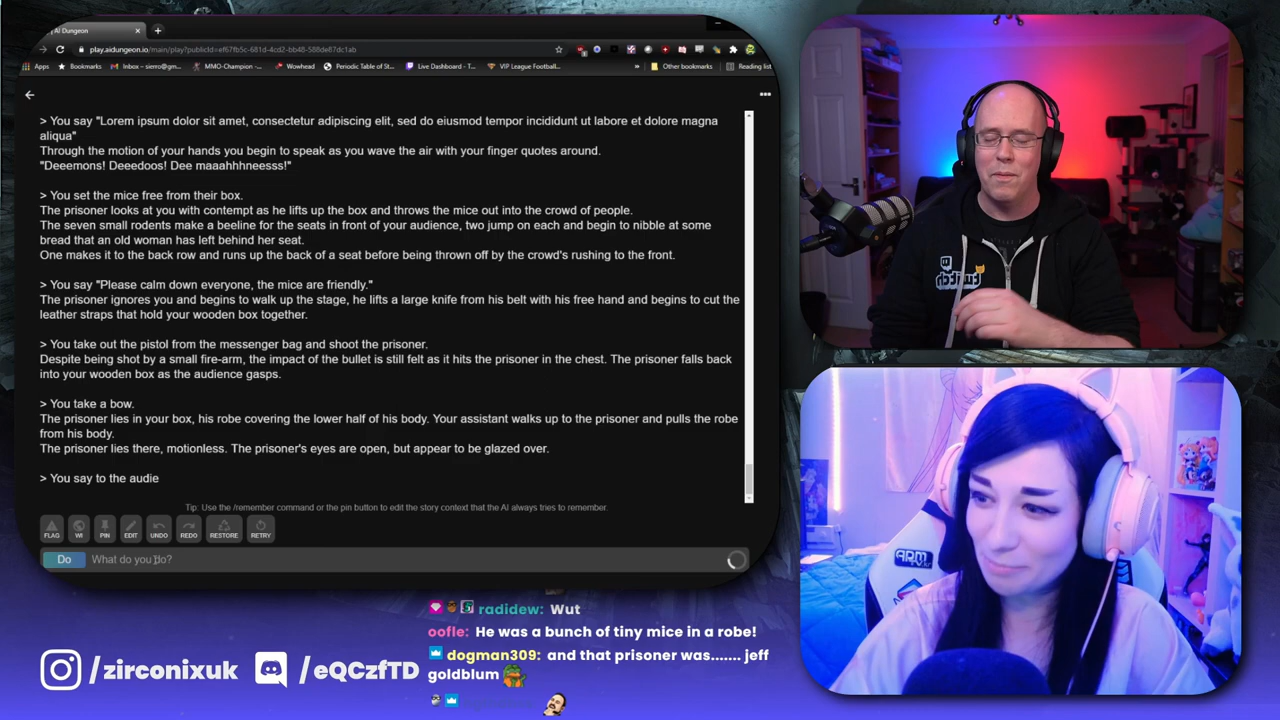 AI Dungeon
play.aidungeon.io/main/play?publicId=ef67fb5c-681d-4cd2-bb48-588de87dc1ab
Apps
Bookmarks
Inbox – sierro@gm...
MMO-Champion -...
Wowhead
Periodic Table of St...
Live Dashboard - T...
VIP League Football...
»
Other bookmarks
Reading list
> You say "Lorem ipsum dolor sit amet, consectetur adipiscing elit, sed do eiusmod tempor incididunt ut labore et dolore magna
aliqua"
Through the motion of your hands you begin to speak as you wave the air with your finger quotes around.
"Deeemons! Deeedoos! Dee maaahhhneesss!"
> You set the mice free from their box.
The prisoner looks at you with contempt as he lifts up the box and throws the mice out into the crowd of people.
The seven small rodents make a beeline for the seats in front of your audience, two jump on each and begin to nibble at some
bread that an old woman has left behind her seat.
One makes it to the back row and runs up the back of a seat before being thrown off by the crowd's rushing to the front.
> You say "Please calm down everyone, the mice are friendly."
The prisoner ignores you and begins to walk up the stage, he lifts a large knife from his belt with his free hand and begins to cut the
leather straps that hold your wooden box together.
> You take out the pistol from the messenger bag and shoot the prisoner.
Despite being shot by a small fire-arm, the impact of the bullet is still felt as it hits the prisoner in the chest. The prisoner falls back
into your wooden box as the audience gasps.
> You take a bow.
The prisoner lies in your box, his robe covering the lower half of his body. Your assistant walks up to the prisoner and pulls the robe
from his body.
The prisoner lies there, motionless. The prisoner's eyes are open, but appear to be glazed over.
> You say to the audie
Tip: Use the /remember command or the pin button to edit the story context that the AI always tries to remember.
FLAG
WI
PIN
EDIT
UNDO
REDO
RESTORE
RETRY
Do
What do you do?
radidew: Wut
oofle: He was a bunch of tiny mice in a robe!
dogman309: and that prisoner was....... jeff
goldblum
/zirconixuk
/eQCzfTD
twitch